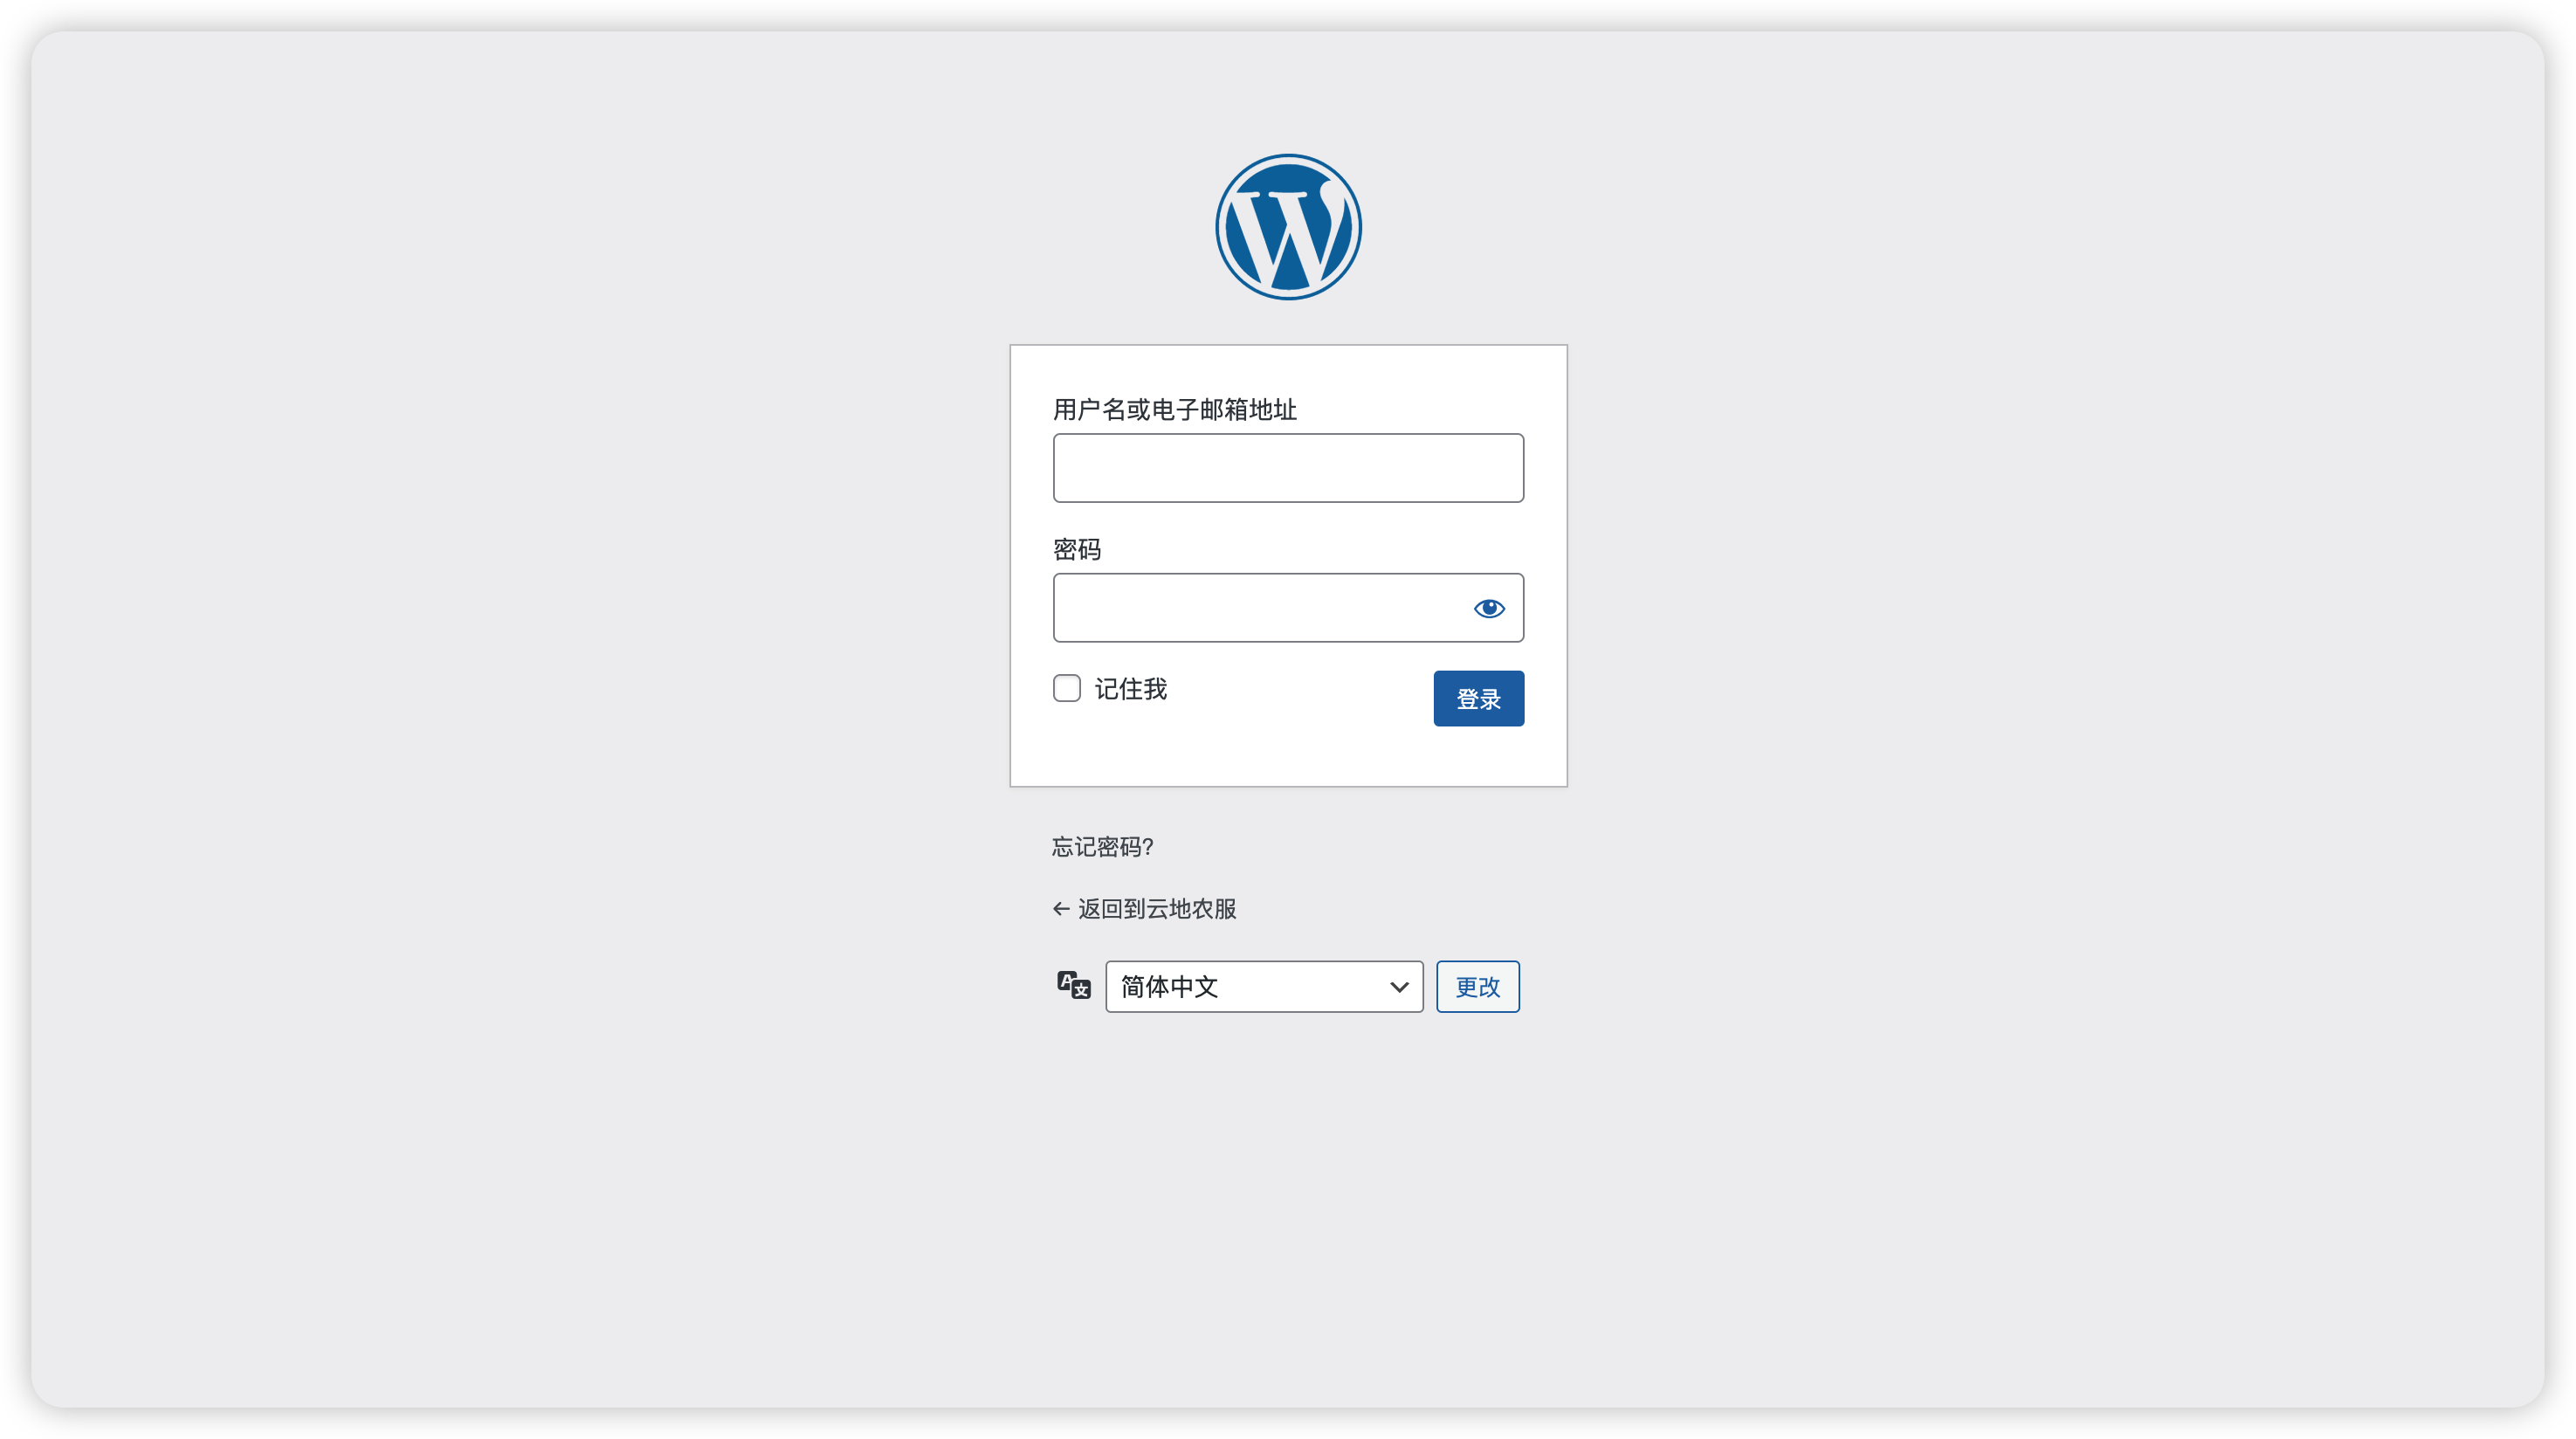 用户名或电子邮箱地址
密码
记住我
登录
忘记密码?
← 返回到云地农服
简体中文
更改